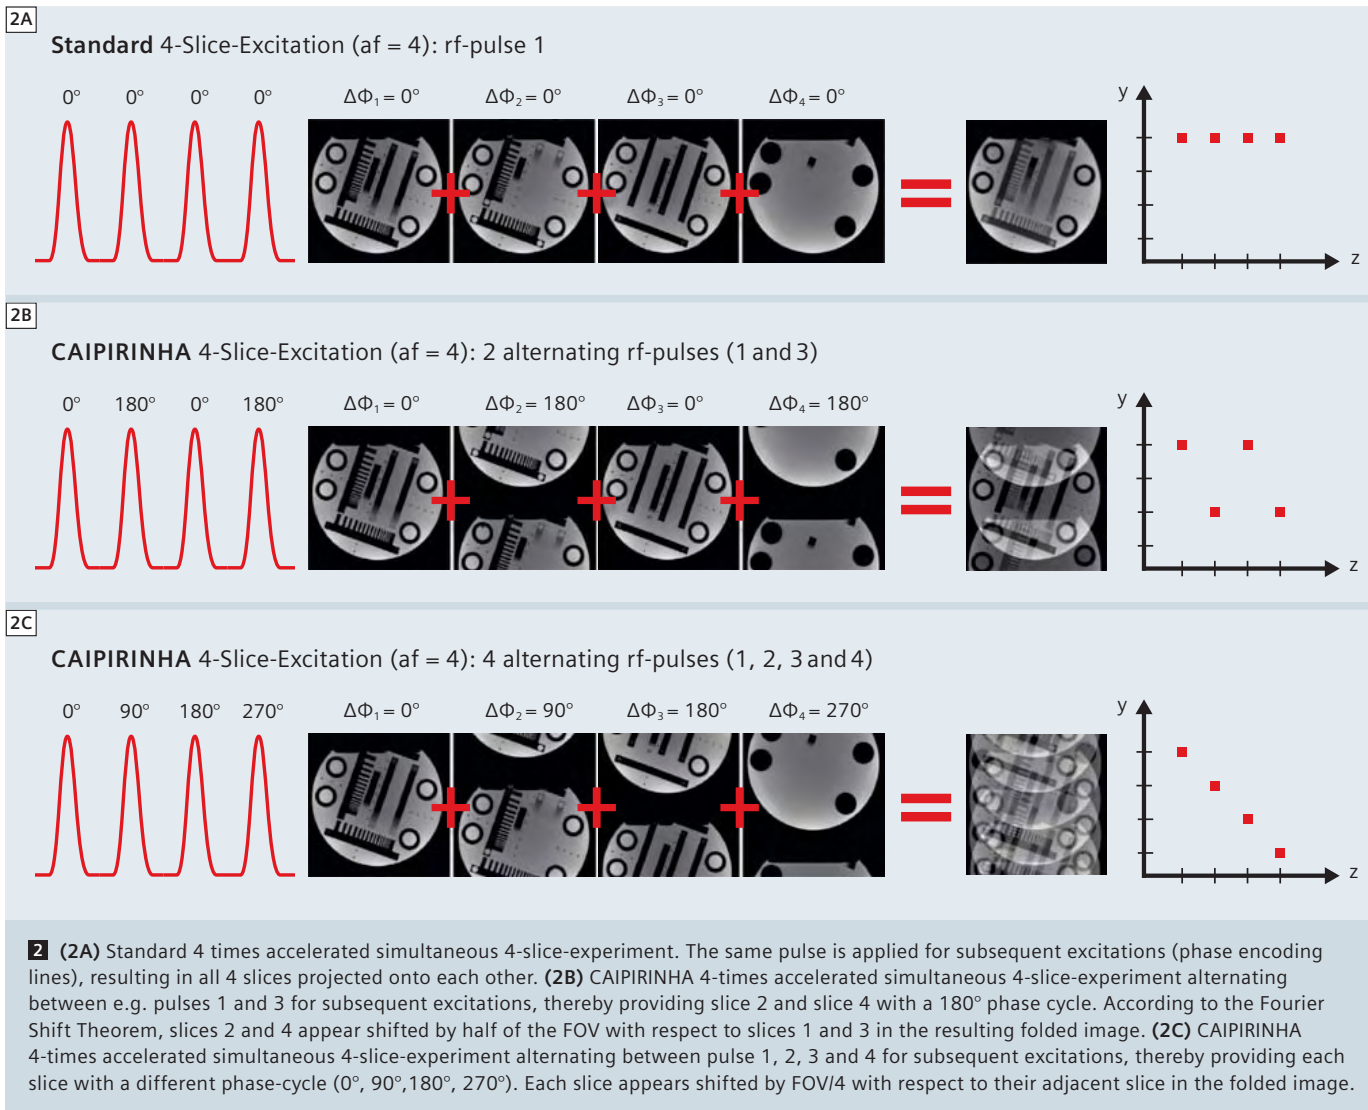 2A
Standard 4-Slice-Excitation (af = 4): rf-pulse 1
0° 0° 0° 0° ΔΦ₁ = 0° ΔΦ₂ = 0° ΔΦ₃ = 0° ΔΦ₄ = 0° y
z
2B
CAIPIRINHA 4-Slice-Excitation (af = 4): 2 alternating rf-pulses (1 and 3)
0° 180° 0° 180° ΔΦ₁ = 0° ΔΦ₂ = 180° ΔΦ₃ = 0° ΔΦ₄ = 180° y
z
2C
CAIPIRINHA 4-Slice-Excitation (af = 4): 4 alternating rf-pulses (1, 2, 3 and 4)
0° 90° 180° 270° ΔΦ₁ = 0° ΔΦ₂ = 90° ΔΦ₃ = 180° ΔΦ₄ = 270° y
z
2 (2A) Standard 4 times accelerated simultaneous 4-slice-experiment. The same pulse is applied for subsequent excitations (phase encoding
lines), resulting in all 4 slices projected onto each other. (2B) CAIPIRINHA 4-times accelerated simultaneous 4-slice-experiment alternating
between e.g. pulses 1 and 3 for subsequent excitations, thereby providing slice 2 and slice 4 with a 180° phase cycle. According to the Fourier
Shift Theorem, slices 2 and 4 appear shifted by half of the FOV with respect to slices 1 and 3 in the resulting folded image. (2C) CAIPIRINHA
4-times accelerated simultaneous 4-slice-experiment alternating between pulse 1, 2, 3 and 4 for subsequent excitations, thereby providing each
slice with a different phase-cycle (0°, 90°,180°, 270°). Each slice appears shifted by FOV/4 with respect to their adjacent slice in the folded image.